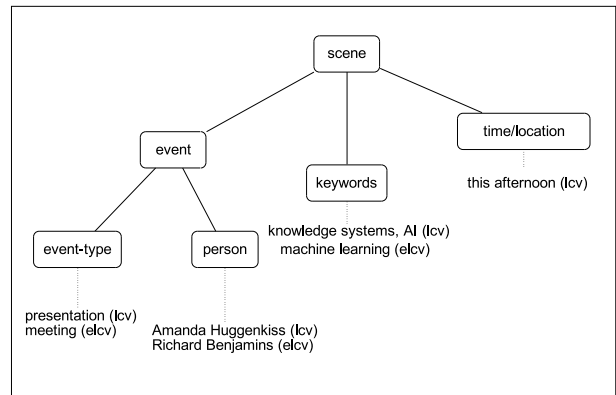 scene
time/location
event
keywords
this afternoon (lcv)
knowledge systems, AI (lcv)
machine learning (elcv)
event-type
person
presentation (lcv)
meeting (elcv)
Amanda Huggenkiss (lcv)
Richard Benjamins (elcv)